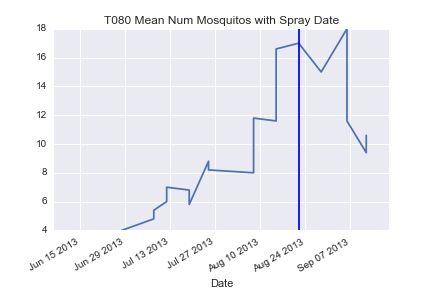 T080 Mean Num Mosquitos with Spray Date
18
16
14
12
10
8
6
4
Jun 15 2013
Jun 29 2013
Jul 13 2013
Jul 27 2013
Aug 10 2013
Aug 24 2013
Sep 07 2013
Date